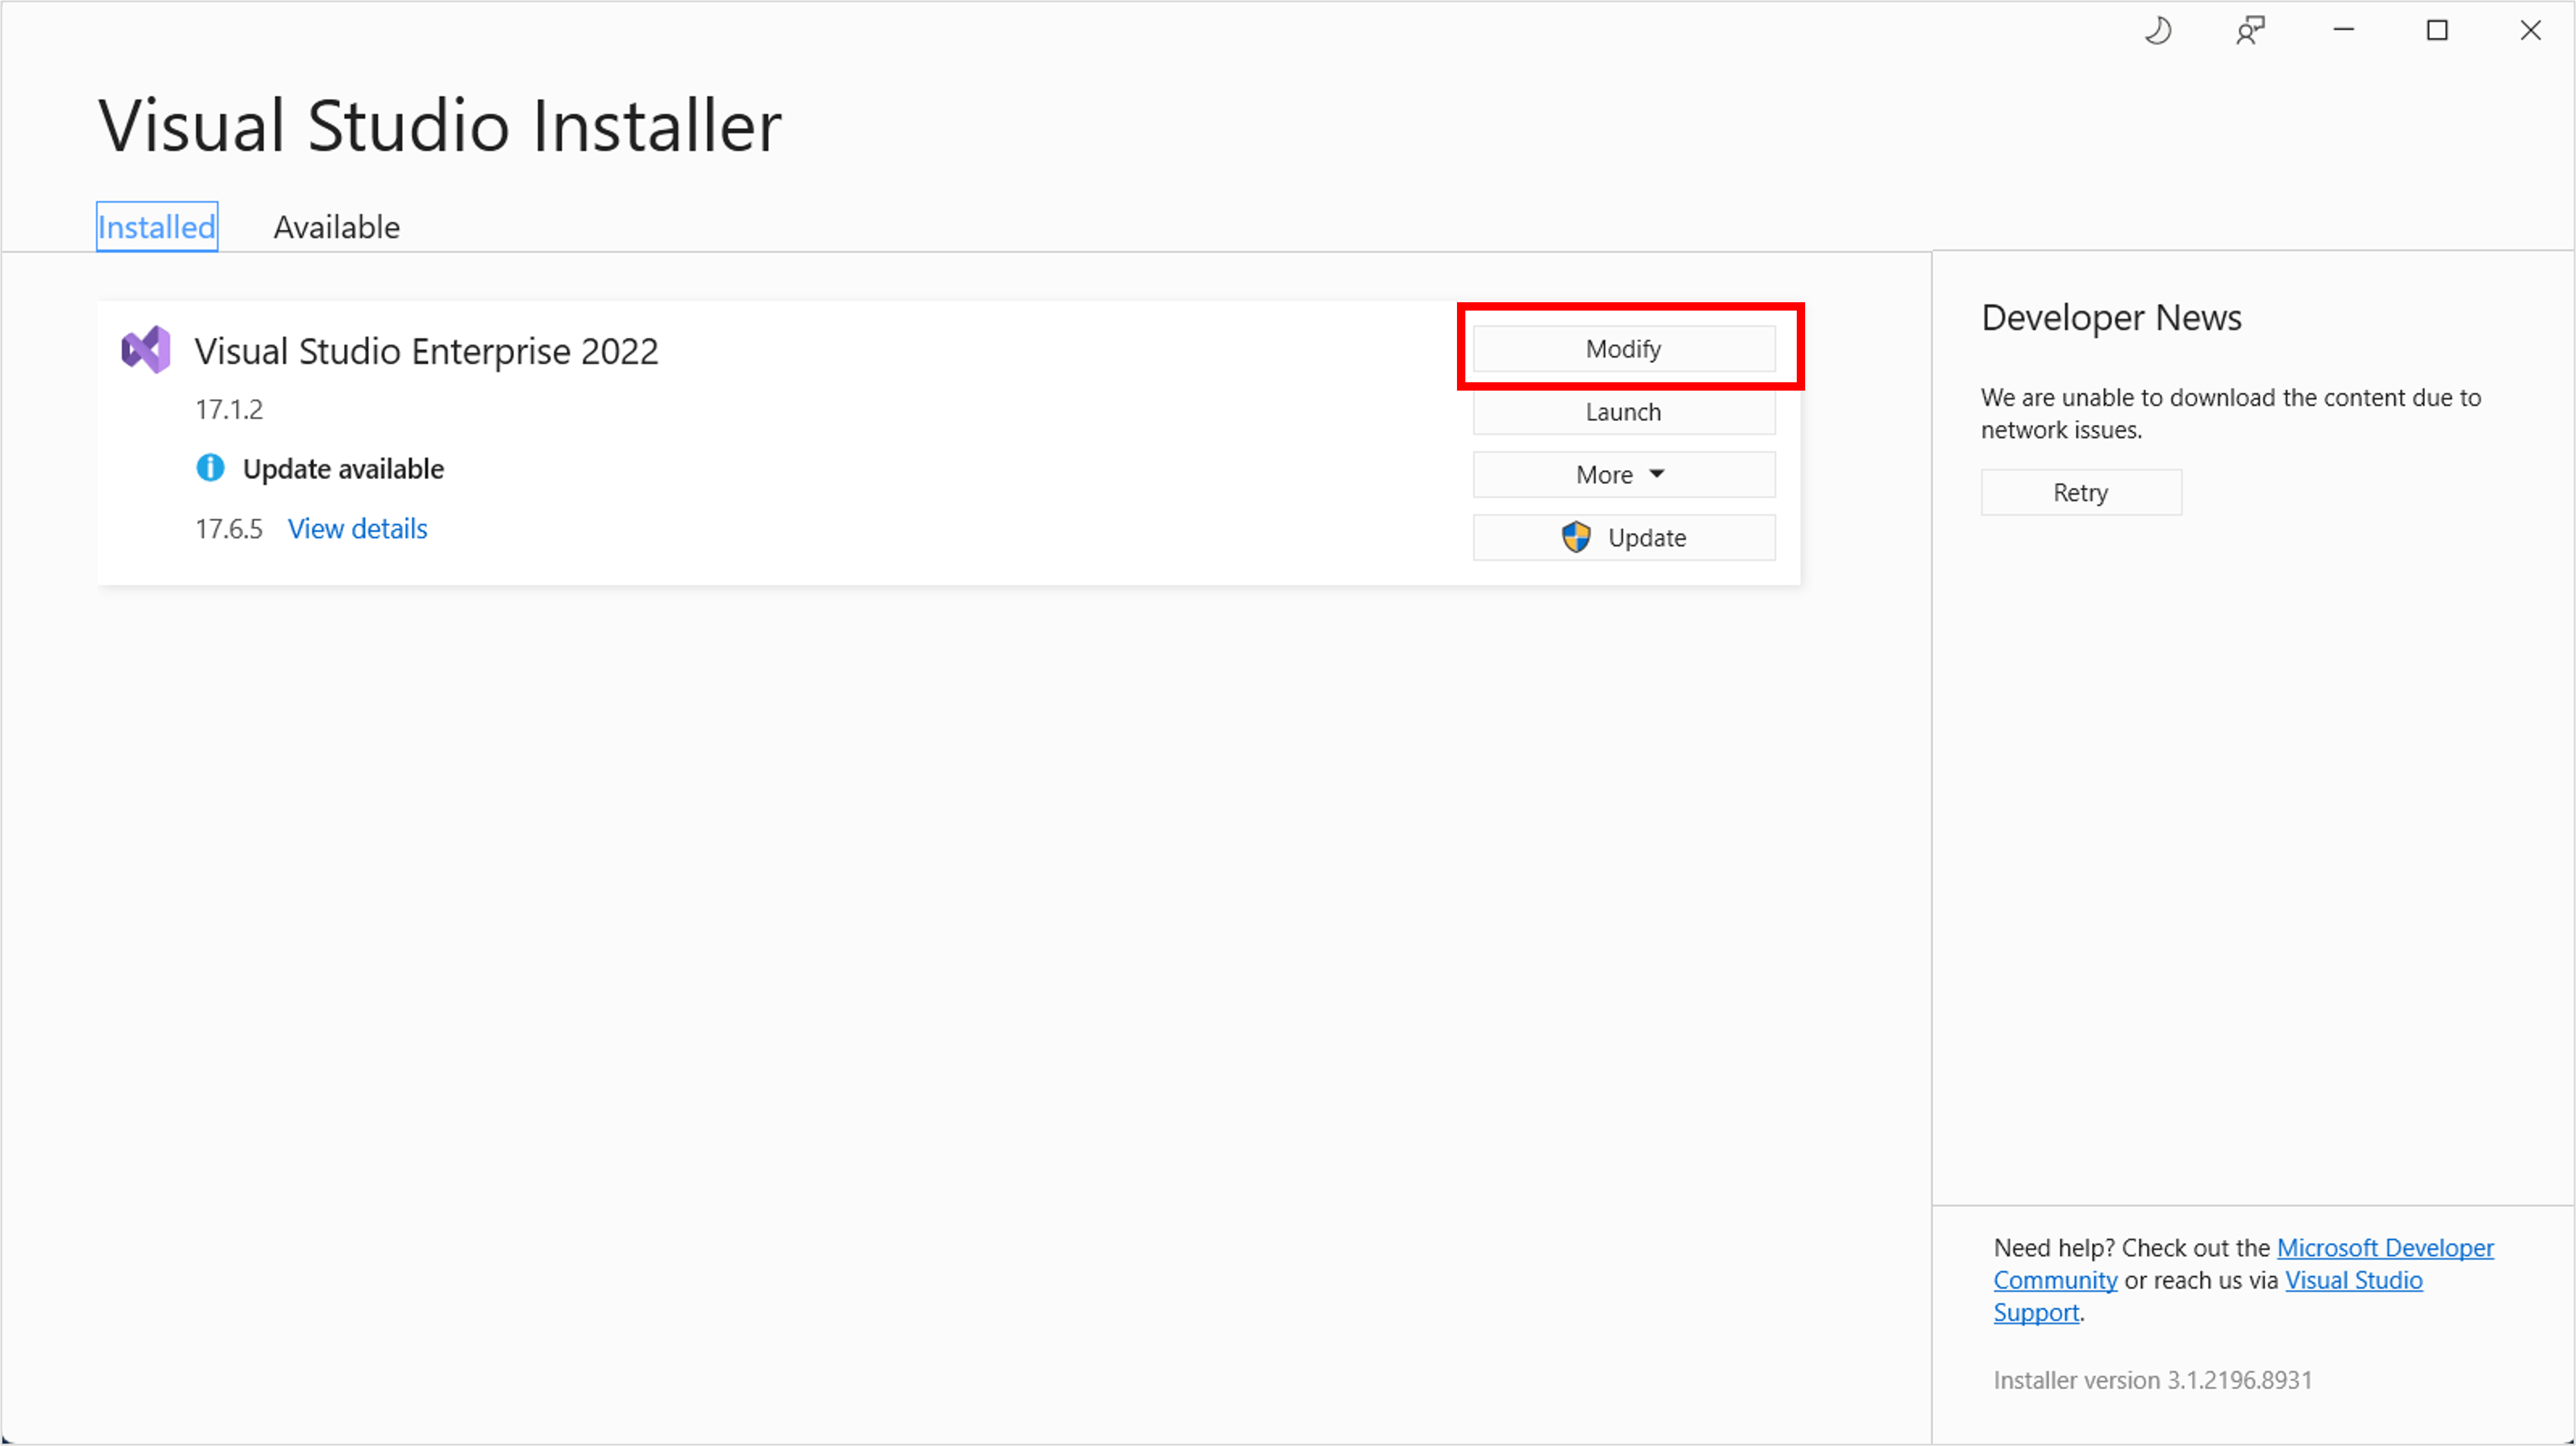 Visual Studio Installer
Installed
Available
Visual Studio Enterprise 2022
17.1.2
Update available
17.6.5 View details
Modify
Launch
More
Update
Developer News
We are unable to download the content due to
network issues.
Retry
Need help? Check out the Microsoft Developer
Community or reach us via Visual Studio
Support.
Installer version 3.1.2196.8931